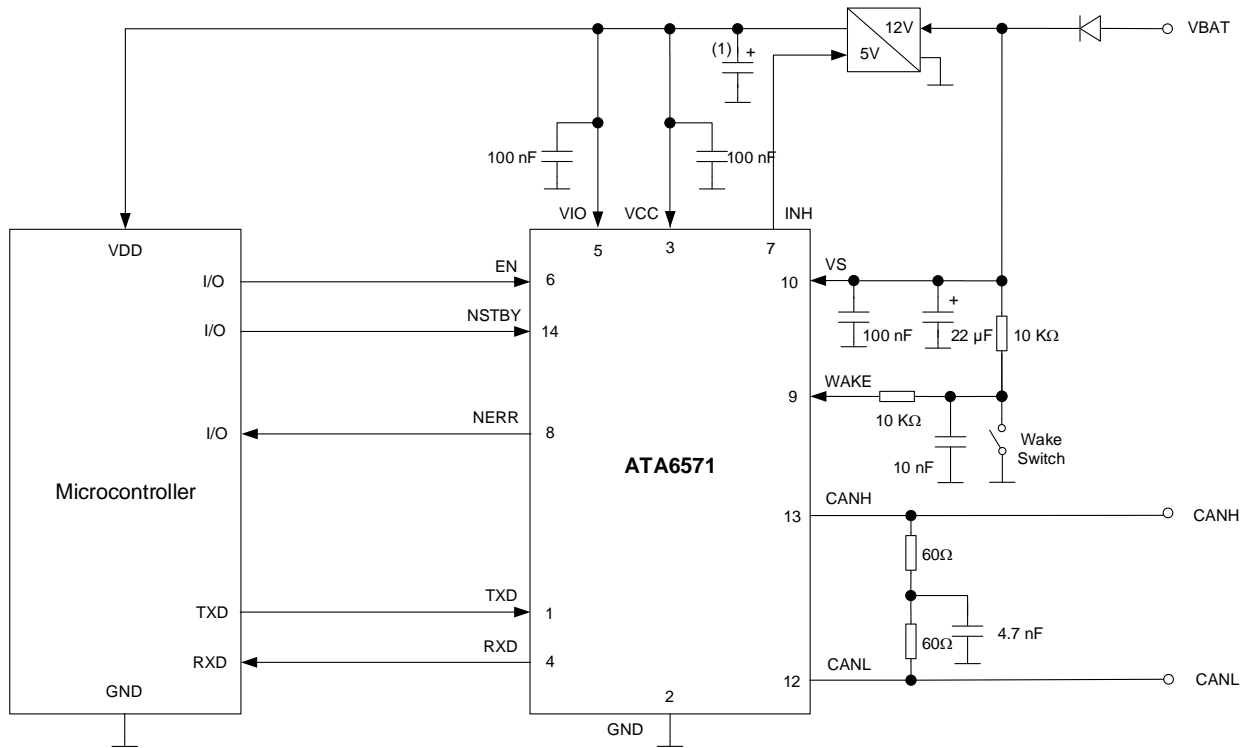 12V
VBAT
(1)
+
5V
100 nF
100 nF
VIO
VCC
INH
VDD
5
3
7
VS
I/O
EN
6
10
+
I/O
NSTBY
14
100 nF
22 µF
10 KΩ
WAKE
9
I/O
NERR
8
10 KΩ
Wake
Switch
10 nF
ATA6571
Microcontroller
CANH
13
CANH
60Ω
TXD
TXD
1
4.7 nF
60Ω
RXD
RXD
4
CANL
12
CANL
GND
2
GND